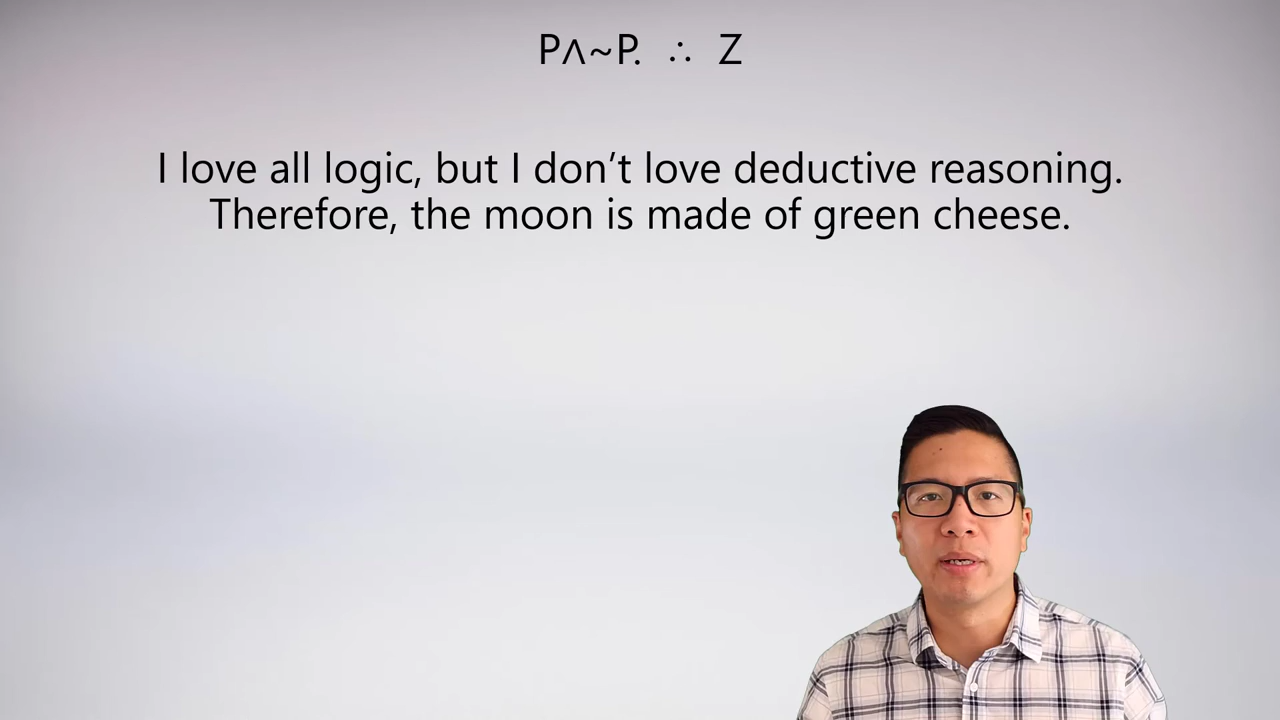 P∧~P. ∴ Z
I love all logic, but I don’t love deductive reasoning.
Therefore, the moon is made of green cheese.